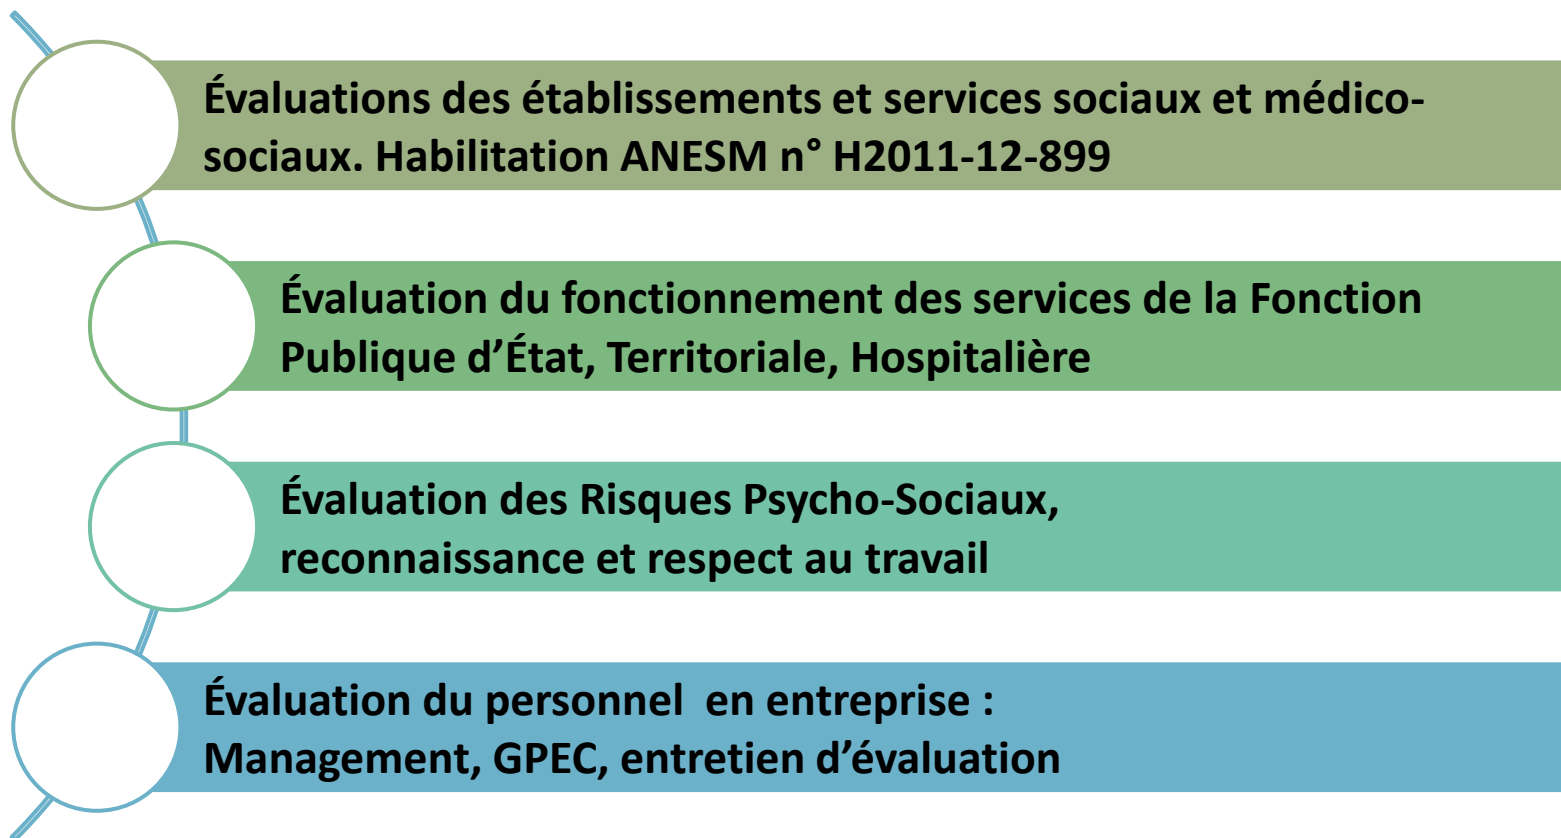 Évaluations des établissements et services sociaux et médico-
sociaux. Habilitation ANESM n° H2011-12-899
Évaluation du fonctionnement des services de la Fonction
Publique d’État, Territoriale, Hospitalière
Évaluation des Risques Psycho-Sociaux,
reconnaissance et respect au travail
Évaluation du personnel  en entreprise :
Management, GPEC, entretien d’évaluation